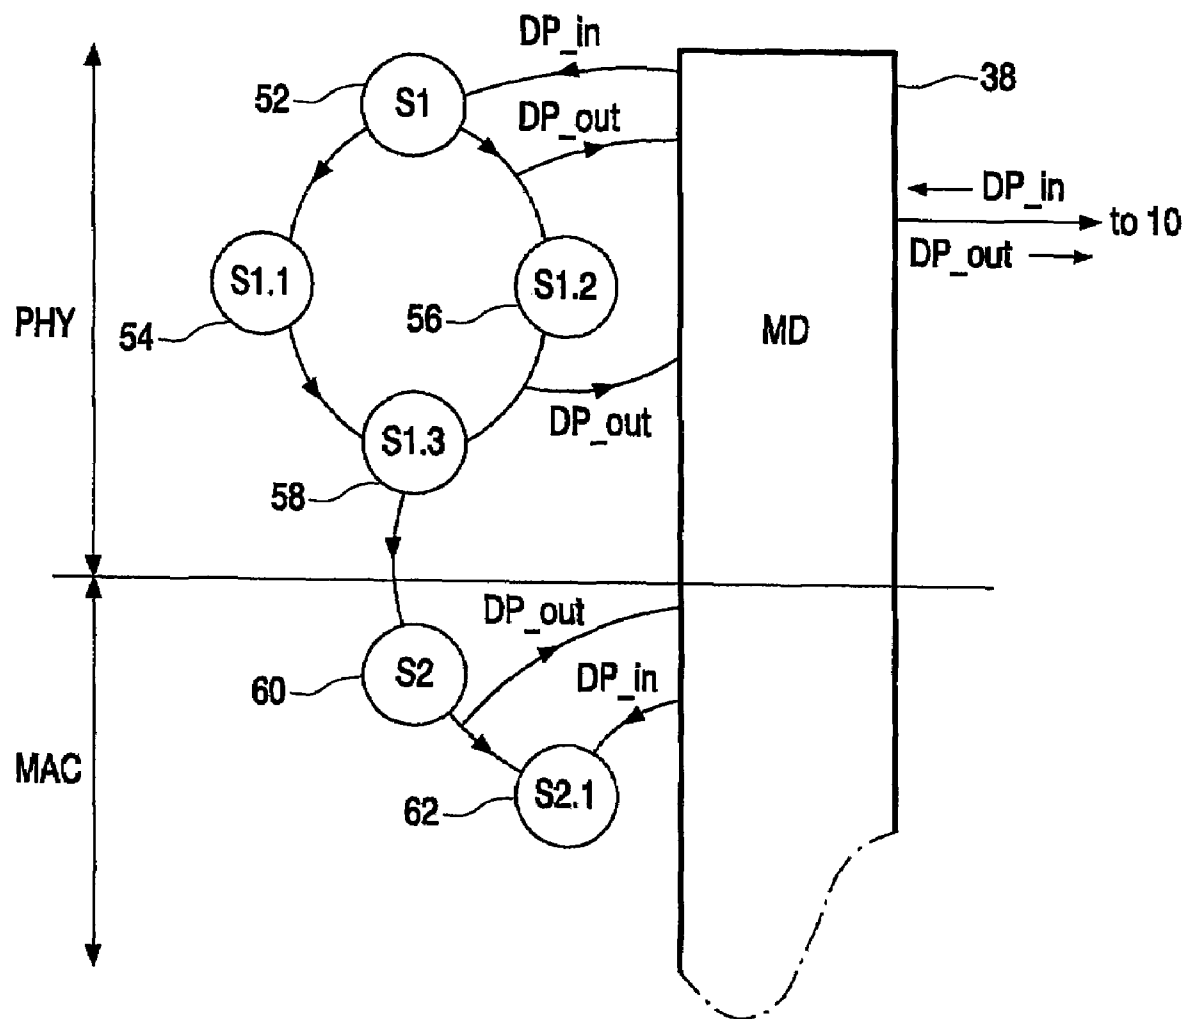 DP_in
52
S1
38
DP_out
DP_in
to 10
DP_out
S1.1
S1.2
PHY
54
56
MD
DP_out
S1.3
58
DP_out
S2
DP_in
60
MAC
S2.1
62